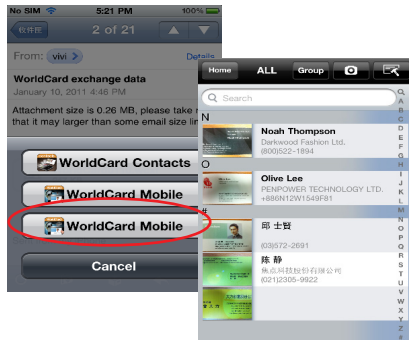 No SIM 5:21 PM 100%
收件匣 2 of 21
From: vivi > Details
WorldCard exchange data
January 10, 2011 4:46 PM
Attachment size is 0.26 MB, please take
that it may larger than some email size
WorldCard Contacts
WorldCard Mobile
WorldCard Mobile
Cancel
Home ALL Group
Search
N
Noah Thompson
Darkwood Fashion Ltd.
(800)522-1894
O
Olive Lee
PENPOWER TECHNOLOGY LTD.
+886N12W1549F81
#
邱 士賢
(03)572-2691
陈 静
焦点科技股份有限公司
(021)2305-9922
A
B
C
D
E
F
G
H
I
J
K
L
M
N
O
P
Q
R
S
T
U
V
W
X
Y
Z
#